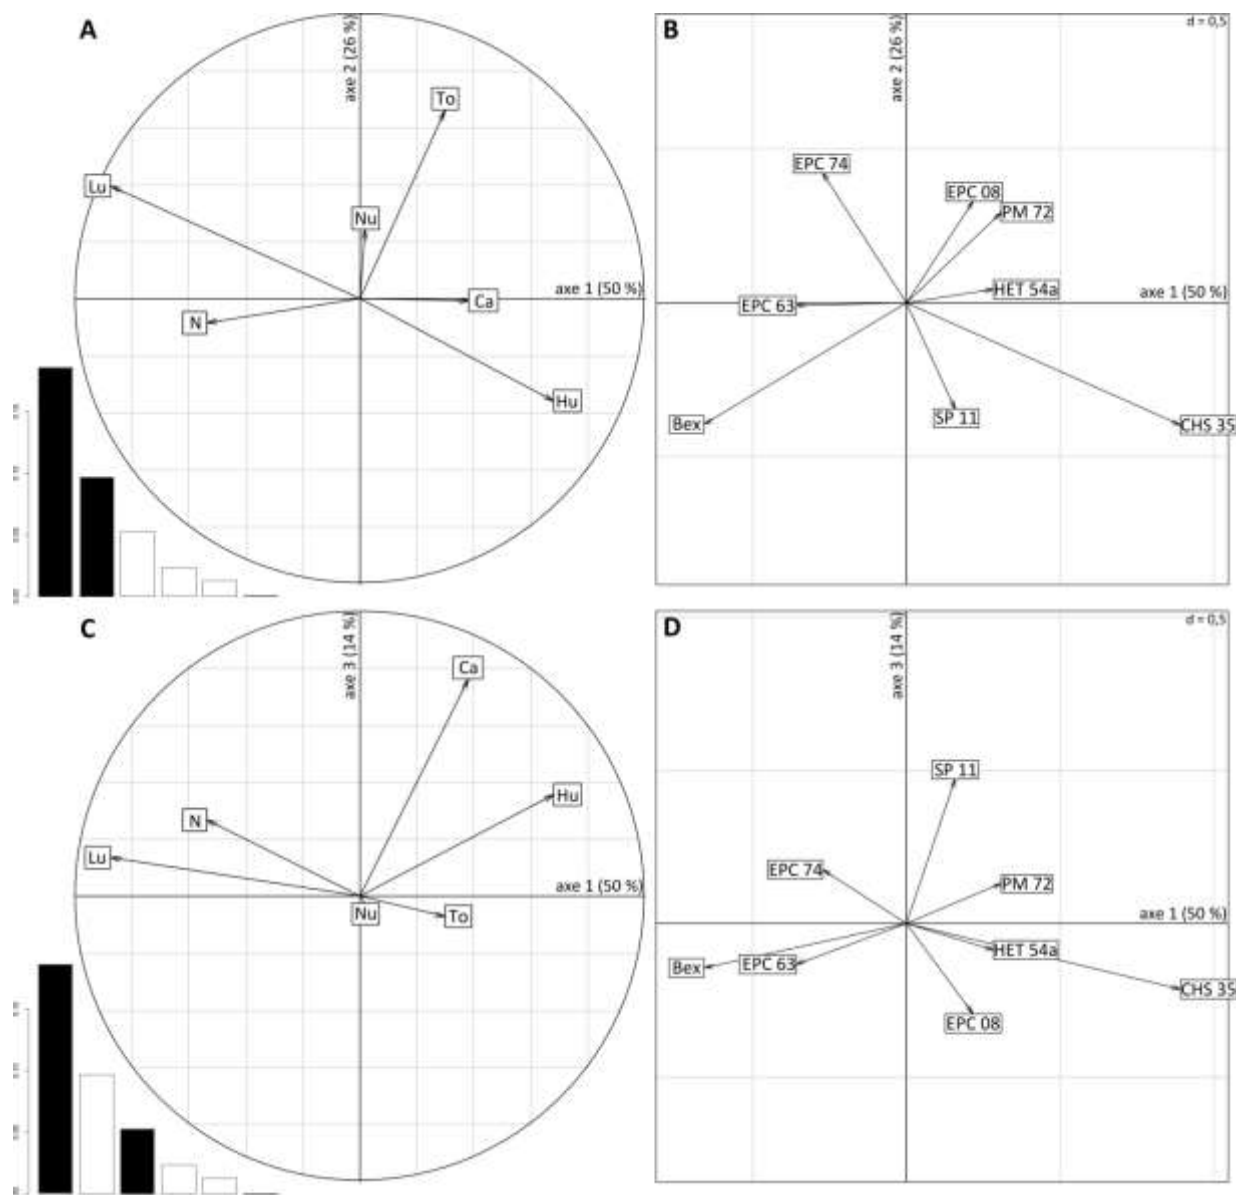 A
axe 2 (26 %)
To
Lu
Nu
axe 1 (50 %)
Ca
N
Hu
B
axe 2 (26 %)
d = 0,5
EPC 74
EPC 08
PM 72
HET 54a
axe 1 (50 %)
EPC 63
Bex
SP 11
CHS 35
C
axe 3 (14 %)
Ca
Hu
N
Lu
axe 1 (50 %)
Nu
To
D
axe 3 (14 %)
d = 0,5
SP 11
EPC 74
PM 72
axe 1 (50 %)
HET 54a
Bex
EPC 63
CHS 35
EPC 08